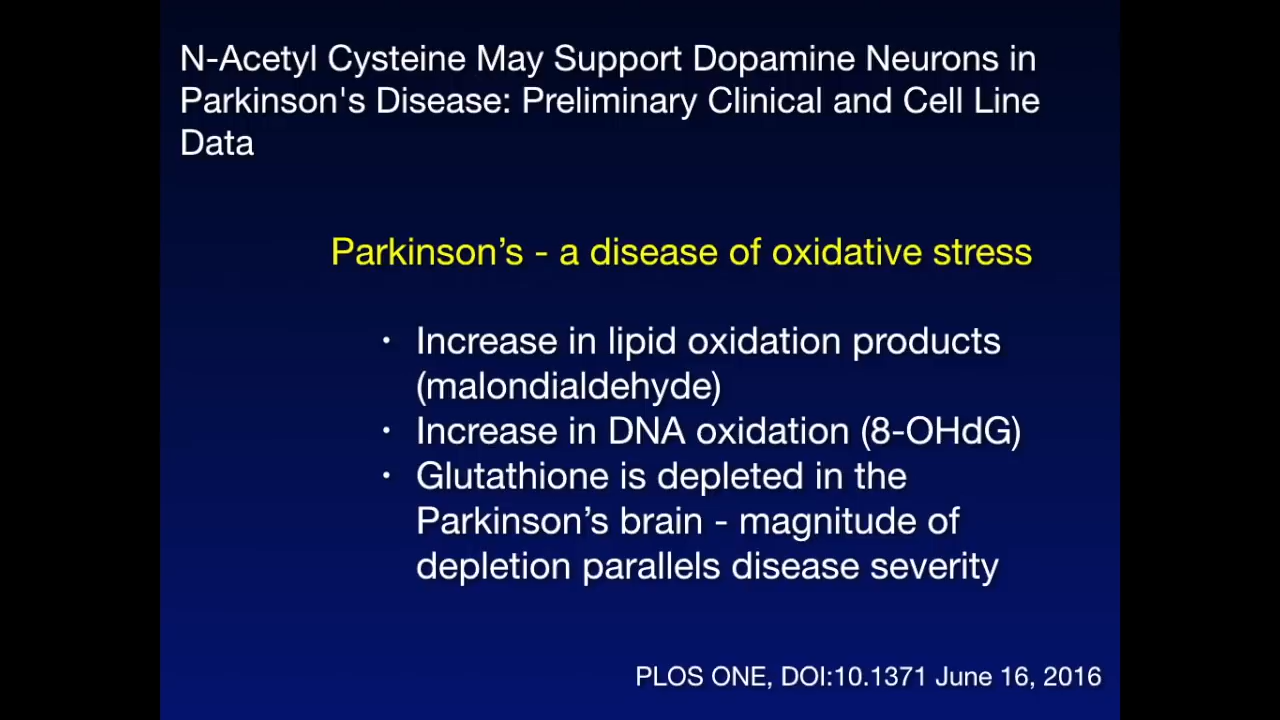 N-Acetyl Cysteine May Support Dopamine Neurons in
Parkinson's Disease: Preliminary Clinical and Cell Line
Data
Parkinson’s - a disease of oxidative stress
· Increase in lipid oxidation products
(malondialdehyde)
· Increase in DNA oxidation (8-OHdG)
· Glutathione is depleted in the
Parkinson’s brain - magnitude of
depletion parallels disease severity
PLOS ONE, DOI:10.1371 June 16, 2016